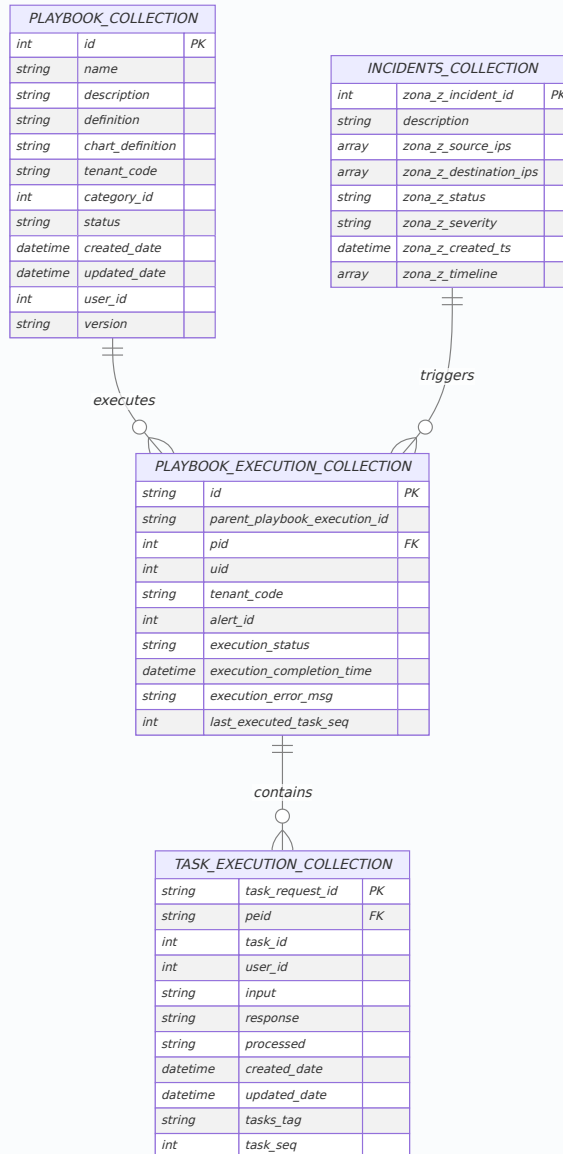 PLAYBOOK_COLLECTION
int id PK
string name
string description
string definition
string chart_definition
string tenant_code
int category_id
string status
datetime created_date
datetime updated_date
int user_id
string version
INCIDENTS_COLLECTION
int zona_z_incident_id PK
string description
array zona_z_source_ips
array zona_z_destination_ips
string zona_z_status
string zona_z_severity
datetime zona_z_created_ts
array zona_z_timeline
executes
triggers
PLAYBOOK_EXECUTION_COLLECTION
string id PK
string parent_playbook_execution_id
int pid FK
int uid
string tenant_code
int alert_id
string execution_status
datetime execution_completion_time
string execution_error_msg
int last_executed_task_seq
contains
TASK_EXECUTION_COLLECTION
string task_request_id PK
string peid FK
int task_id
int user_id
string input
string response
string processed
datetime created_date
datetime updated_date
string tasks_tag
int task_seq